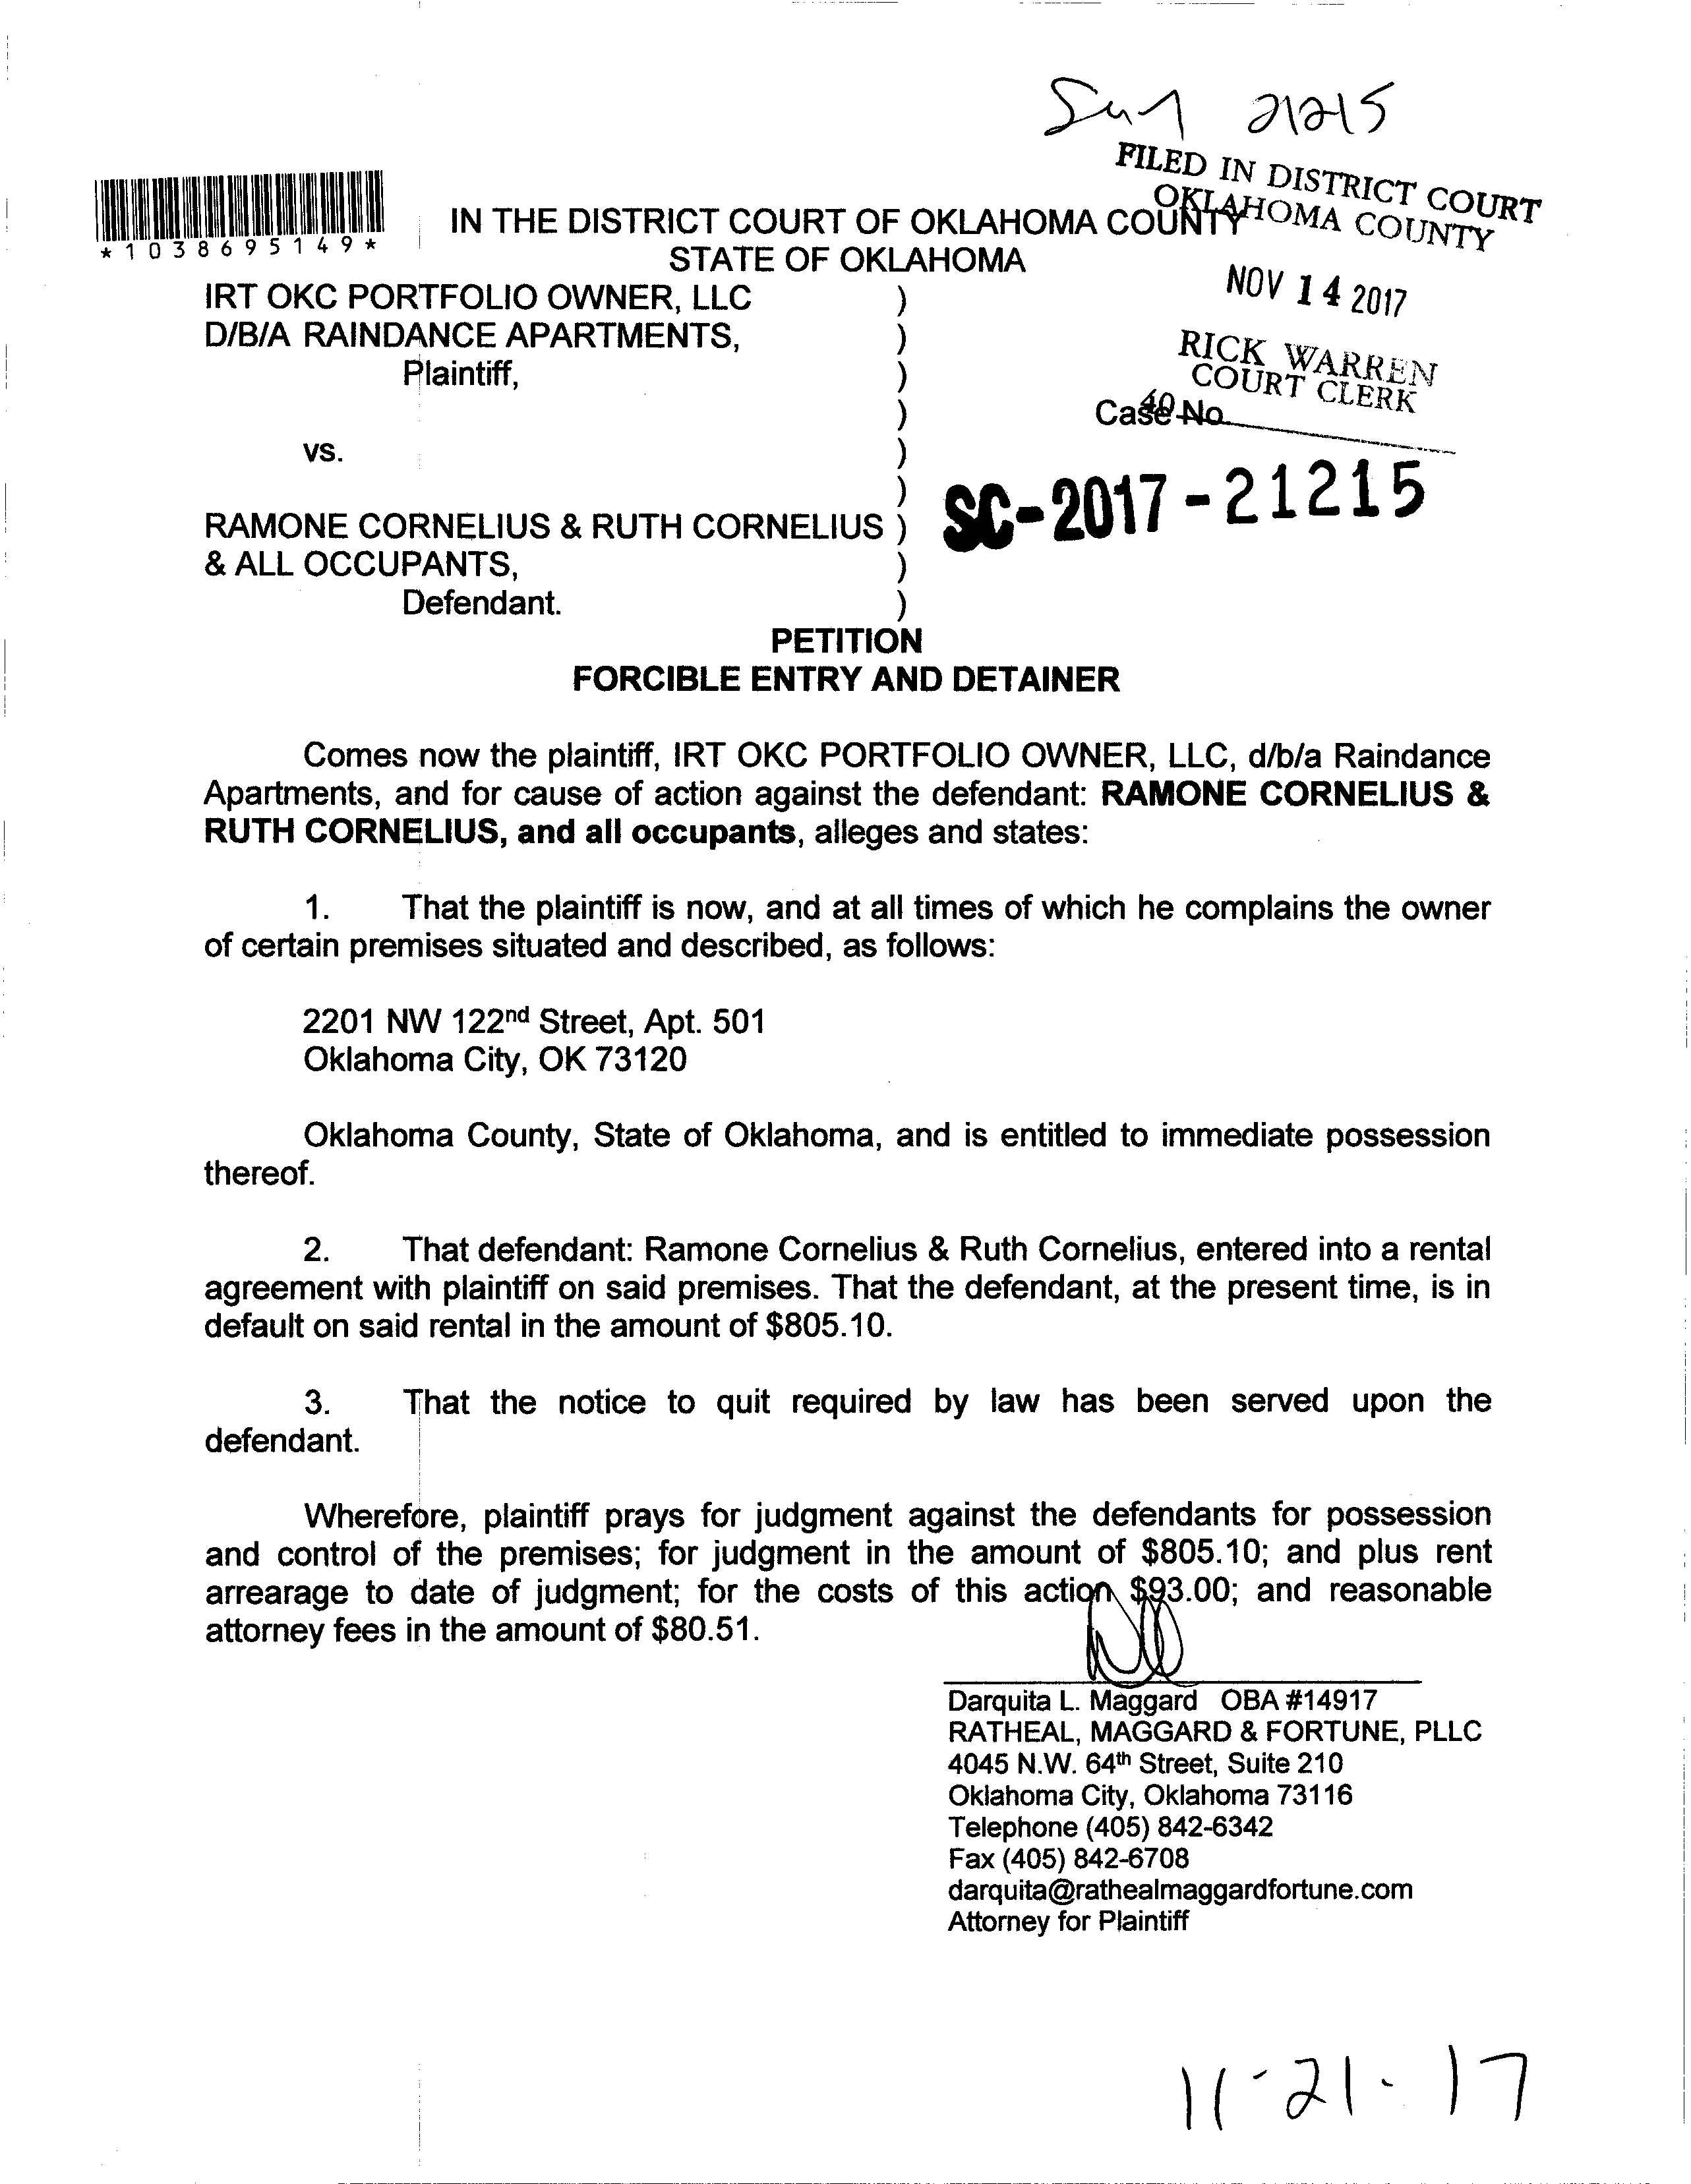 21215
FILED IN DISTRICT COURT
OKLAHOMA COUNTY
*1038695149*
IN THE DISTRICT COURT OF OKLAHOMA COUNTY
STATE OF OKLAHOMA
NOV 14 2017
RICK WARREN
COURT CLERK
40
Case No.
SC-2017-21215
IRT OKC PORTFOLIO OWNER, LLC )
D/B/A RAINDANCE APARTMENTS, )
Plaintiff, )
)
vs. )
)
RAMONE CORNELIUS & RUTH CORNELIUS )
& ALL OCCUPANTS, )
Defendant. )
PETITION
FORCIBLE ENTRY AND DETAINER
Comes now the plaintiff, IRT OKC PORTFOLIO OWNER, LLC, d/b/a Raindance
Apartments, and for cause of action against the defendant: RAMONE CORNELIUS &
RUTH CORNELIUS, and all occupants, alleges and states:
1. That the plaintiff is now, and at all times of which he complains the owner
of certain premises situated and described, as follows:
2201 NW 122nd Street, Apt. 501
Oklahoma City, OK 73120
Oklahoma County, State of Oklahoma, and is entitled to immediate possession
thereof.
2. That defendant: Ramone Cornelius & Ruth Cornelius, entered into a rental
agreement with plaintiff on said premises. That the defendant, at the present time, is in
default on said rental in the amount of $805.10.
3. That the notice to quit required by law has been served upon the
defendant.
Wherefore, plaintiff prays for judgment against the defendants for possession
and control of the premises; for judgment in the amount of $805.10; and plus rent
arrearage to date of judgment; for the costs of this action $93.00; and reasonable
attorney fees in the amount of $80.51.
Darquita L. Maggard OBA #14917
RATHEAL, MAGGARD & FORTUNE, PLLC
4045 N.W. 64th Street, Suite 210
Oklahoma City, Oklahoma 73116
Telephone (405) 842-6342
Fax (405) 842-6708
darquita@rathealmaggardfortune.com
Attorney for Plaintiff
11-21-17